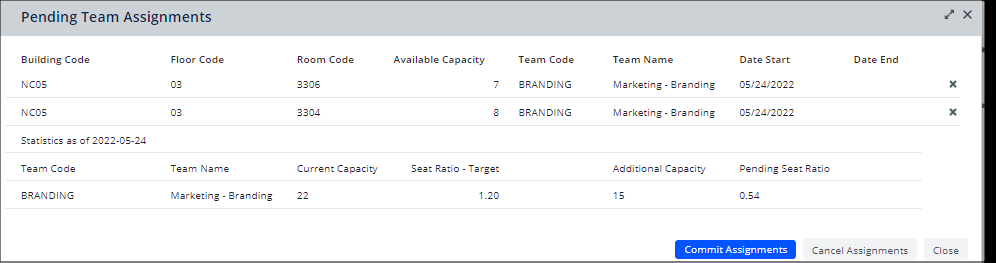 Pending Team Assignments
Building Code Floor Code Room Code Available Capacity Team Code Team Name Date Start Date End
NC05 03 3306 7 BRANDING Marketing - Branding 05/24/2022
NC05 03 3304 8 BRANDING Marketing - Branding 05/24/2022
Statistics as of 2022-05-24
Team Code Team Name Current Capacity Seat Ratio - Target Additional Capacity Pending Seat Ratio
BRANDING Marketing - Branding 22 1.20 15 0.54
Commit Assignments Cancel Assignments Close